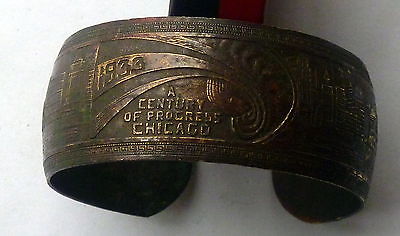 1933
A
CENTURY
OF PROGRESS
CHICAGO